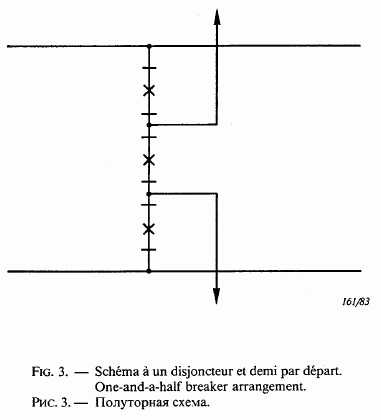 161/83
FIG. 3. — Schéma à un disjoncteur et demi par départ.
One-and-a-half breaker arrangement.
РИС. 3.— Полуторная схема.